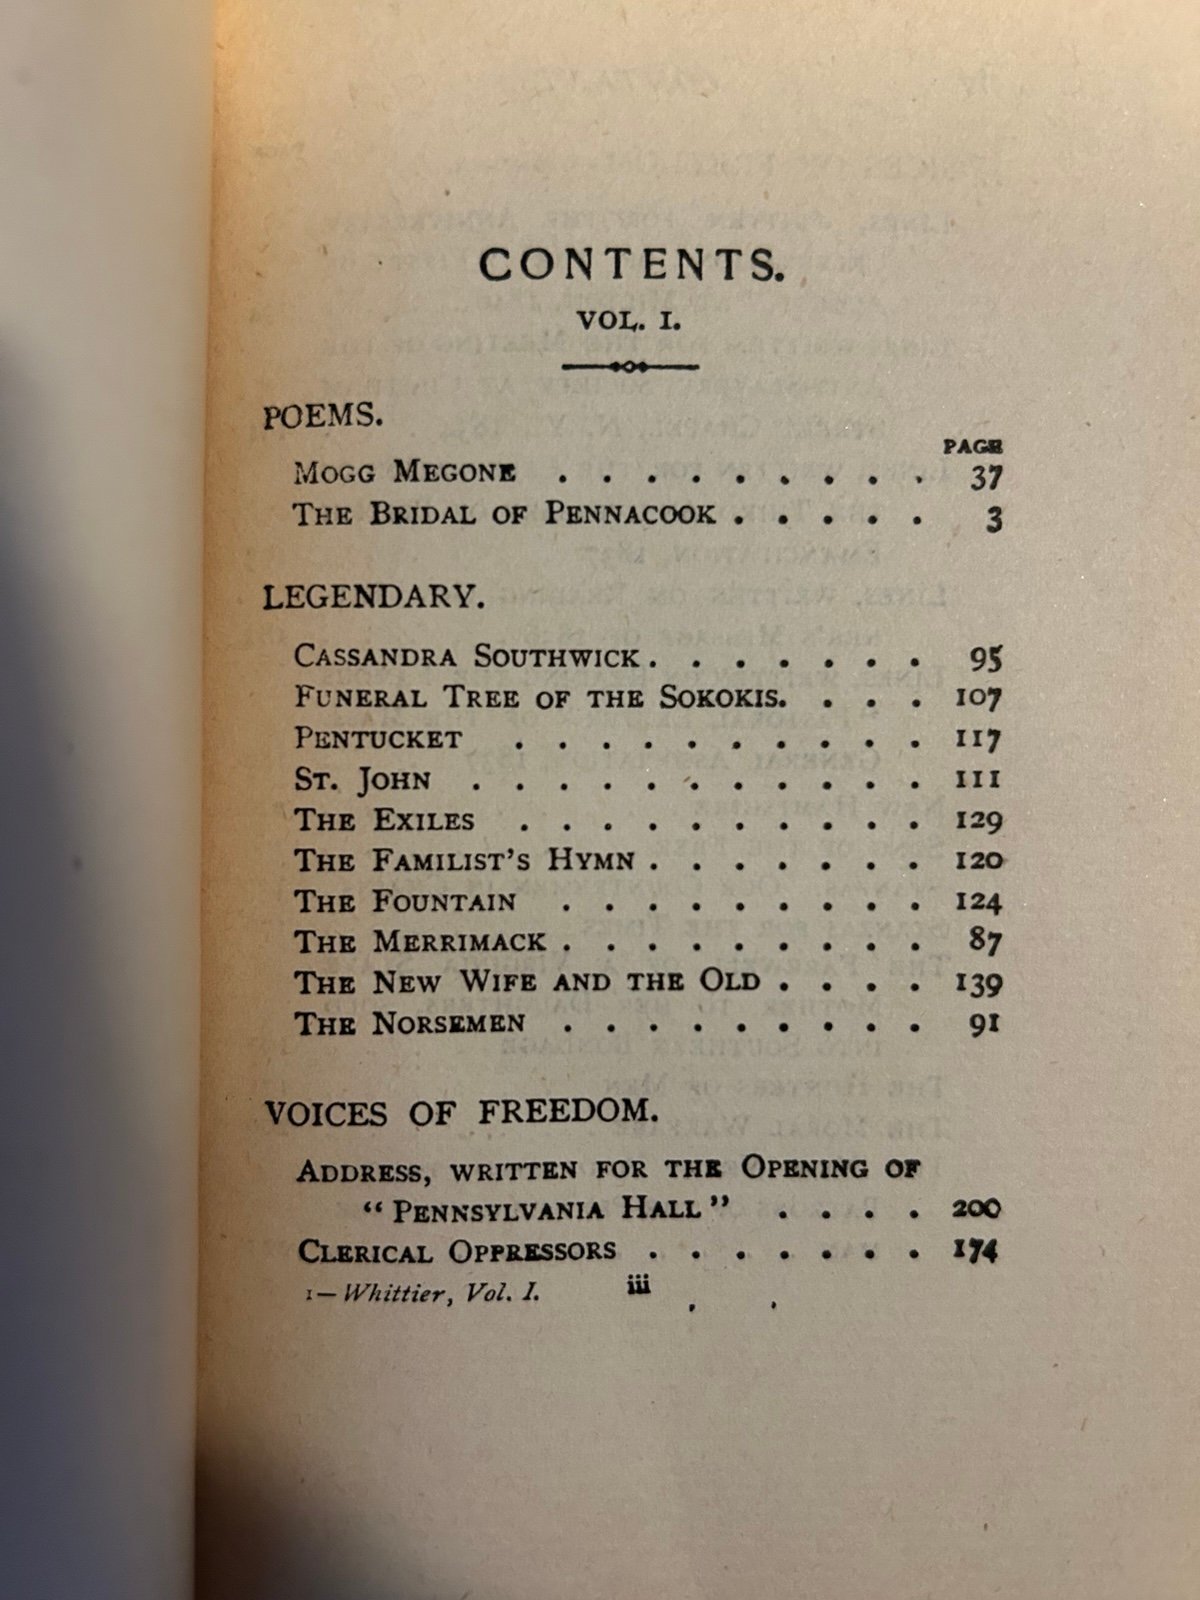 CONTENTS.
VOL. I.
POEMS.
PAGE
MOGG MEGONE . . . . . . . . . 37
THE BRIDAL OF PENNACOOK . . . . . 3
LEGENDARY.
CASSANDRA SOUTHWICK . . . . . . . 95
FUNERAL TREE OF THE SOKOKIS. . . . 107
PENTUCKET . . . . . . . . . . 117
ST. JOHN . . . . . . . . . . . 111
THE EXILES . . . . . . . . . . 129
THE FAMILIST'S HYMN . . . . . . . 120
THE FOUNTAIN . . . . . . . . . 124
THE MERRIMACK . . . . . . . . . 87
THE NEW WIFE AND THE OLD . . . . 139
THE NORSEMEN . . . . . . . . . 91
VOICES OF FREEDOM.
ADDRESS, WRITTEN FOR THE OPENING OF
“PENNSYLVANIA HALL” . . . . 200
CLERICAL OPPRESSORS . . . . . . . 174
1—Whittier, Vol. I. iii